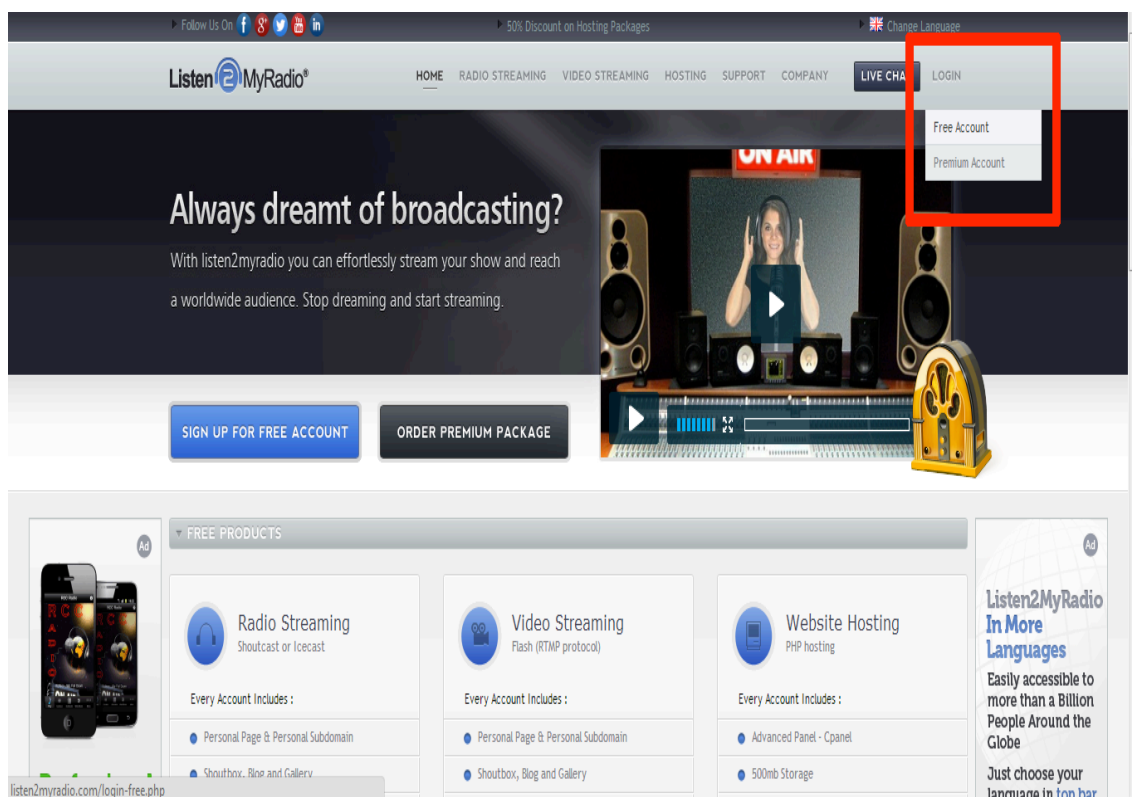 Follow Us On
50% Discount on Hosting Packages
Change Language
Listen2MyRadio®
HOME RADIO STREAMING VIDEO STREAMING HOSTING SUPPORT COMPANY LIVE CHA LOGIN
Free Account
Premium Account
ON AIR
Always dreamt of broadcasting?
With listen2myradio you can effortlessly stream your show and reach
a worldwide audience. Stop dreaming and start streaming.
SIGN UP FOR FREE ACCOUNT ORDER PREMIUM PACKAGE
FREE PRODUCTS
Ad
Radio Streaming
Shoutcast or Icecast
Every Account Includes :
Personal Page & Personal Subdomain
Shoutbox, Blog and Gallery
Video Streaming
Flash (RTMP protocol)
Every Account Includes :
Personal Page & Personal Subdomain
Shoutbox, Blog and Gallery
Website Hosting
PHP hosting
Every Account Includes :
Advanced Panel - Cpanel
500mb Storage
Ad
Listen2MyRadio
In More
Languages
Easily accessible to
more than a Billion
People Around the
Globe
Just choose your
language in top bar
listen2myradio.com/login-free.php